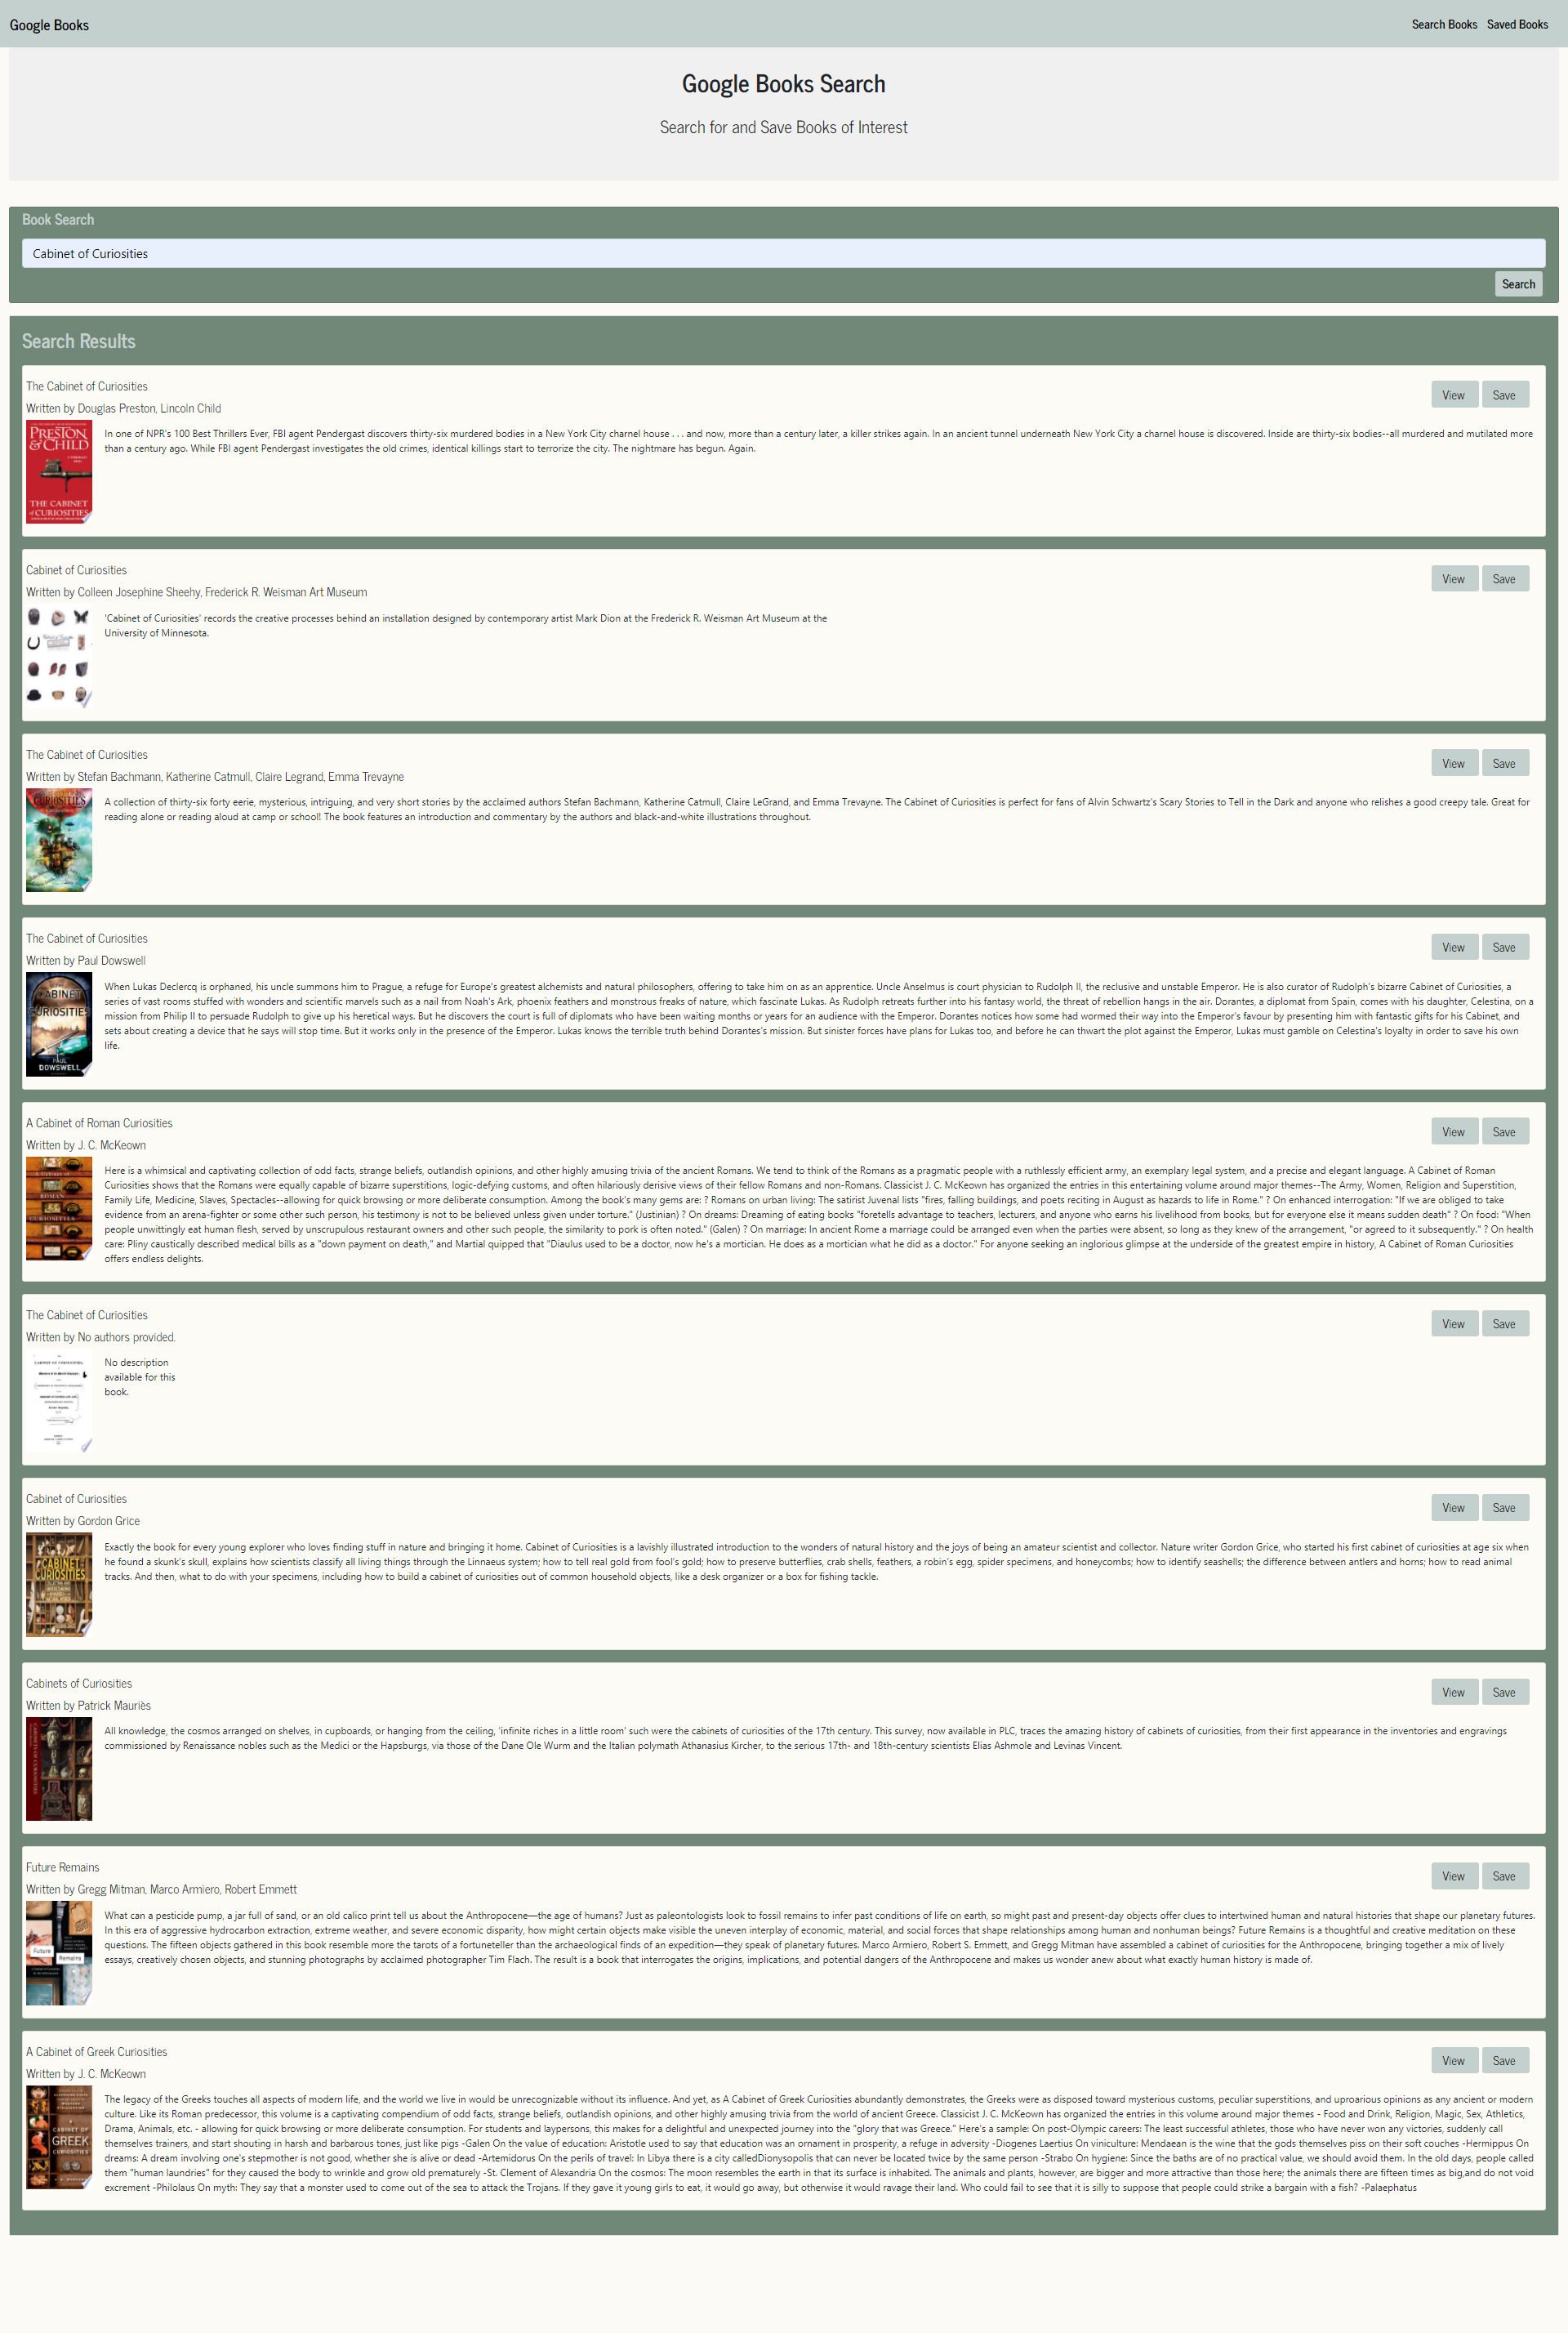 Google Books
Search Books Saved Books
Google Books Search
Search for and Save Books of Interest
Book Search
Cabinet of Curiosities
Search
Search Results
The Cabinet of Curiosities
View Save
Written by Douglas Preston, Lincoln Child
PRESTON
& CHILD
THE CABINET
of CURIOSITIES
In one of NPR's 100 Best Thrillers Ever, FBI agent Pendergast discovers thirty-six murdered bodies in a New York City charnel house . . . and now, more than a century later, a killer strikes again. In an ancient tunnel underneath New York City a charnel house is discovered. Inside are thirty-six bodies--all murdered and mutilated more
than a century ago. While FBI agent Pendergast investigates the old crimes, identical killings start to terrorize the city. The nightmare has begun. Again.
Cabinet of Curiosities
View Save
Written by Colleen Josephine Sheehy, Frederick R. Weisman Art Museum
'Cabinet of Curiosities' records the creative processes behind an installation designed by contemporary artist Mark Dion at the Frederick R. Weisman Art Museum at the
University of Minnesota.
The Cabinet of Curiosities
View Save
Written by Stefan Bachmann, Katherine Catmull, Claire Legrand, Emma Trevayne
CURIOSITIES
A collection of thirty-six forty eerie, mysterious, intriguing, and very short stories by the acclaimed authors Stefan Bachmann, Katherine Catmull, Claire LeGrand, and Emma Trevayne. The Cabinet of Curiosities is perfect for fans of Alvin Schwartz's Scary Stories to Tell in the Dark and anyone who relishes a good creepy tale. Great for
reading alone or reading aloud at camp or school! The book features an introduction and commentary by the authors and black-and-white illustrations throughout.
The Cabinet of Curiosities
View Save
Written by Paul Dowswell
CABINET
CURIOSITIES
PAUL
DOWSWELL
When Lukas Declercq is orphaned, his uncle summons him to Prague, a refuge for Europe's greatest alchemists and natural philosophers, offering to take him on as an apprentice. Uncle Anselmus is court physician to Rudolph II, the reclusive and unstable Emperor. He is also curator of Rudolph's bizarre Cabinet of Curiosities, a
series of vast rooms stuffed with wonders and scientific marvels such as a nail from Noah's Ark, phoenix feathers and monstrous freaks of nature, which fascinate Lukas. As Rudolph retreats further into his fantasy world, the threat of rebellion hangs in the air. Dorantes, a diplomat from Spain, comes with his daughter, Celestina, on a
mission from Philip II to persuade Rudolph to give up his heretical ways. But he discovers the court is full of diplomats who have been waiting months or years for an audience with the Emperor. Dorantes notices how some had wormed their way into the Emperor's favour by presenting him with fantastic gifts for his Cabinet, and
sets about creating a device that he says will stop time. But it works only in the presence of the Emperor. Lukas knows the terrible truth behind Dorantes's mission. But sinister forces have plans for Lukas too, and before he can thwart the plot against the Emperor, Lukas must gamble on Celestina's loyalty in order to save his own
life.
A Cabinet of Roman Curiosities
View Save
Written by J. C. McKeown
ROMAN
CURIOSITIES
Here is a whimsical and captivating collection of odd facts, strange beliefs, outlandish opinions, and other highly amusing trivia of the ancient Romans. We tend to think of the Romans as a pragmatic people with a ruthlessly efficient army, an exemplary legal system, and a precise and elegant language. A Cabinet of Roman
Curiosities shows that the Romans were equally capable of bizarre superstitions, logic-defying customs, and often hilariously derisive views of their fellow Romans and non-Romans. Classicist J. C. McKeown has organized the entries in this entertaining volume around major themes--The Army, Women, Religion and Superstition,
Family Life, Medicine, Slaves, Spectacles--allowing for quick browsing or more deliberate consumption. Among the book's many gems are: ? Romans on urban living: The satirist Juvenal lists "fires, falling buildings, and poets reciting in August as hazards to life in Rome." ? On enhanced interrogation: "If we are obliged to take
evidence from an arena-fighter or some other such person, his testimony is not to be believed unless given under torture." (Justinian) ? On dreams: Dreaming of eating books "foretells advantage to teachers, lecturers, and anyone who earns his livelihood from books, but for everyone else it means sudden death" ? On food: "When
people unwittingly eat human flesh, served by unscrupulous restaurant owners and other such people, the similarity to pork is often noted." (Galen) ? On marriage: In ancient Rome a marriage could be arranged even when the parties were absent, so long as they knew of the arrangement, "or agreed to it subsequently." ? On health
care: Pliny caustically described medical bills as a "down payment on death," and Martial quipped that "Diaulus used to be a doctor, now he's a mortician. He does as a mortician what he did as a doctor." For anyone seeking an inglorious glimpse at the underside of the greatest empire in history, A Cabinet of Roman Curiosities
offers endless delights.
The Cabinet of Curiosities
View Save
Written by No authors provided.
CABINET OF CURIOSITIES,
No description
available for this
book.
Cabinet of Curiosities
View Save
Written by Gordon Grice
CABINET
CURIOSITIES
Exactly the book for every young explorer who loves finding stuff in nature and bringing it home. Cabinet of Curiosities is a lavishly illustrated introduction to the wonders of natural history and the joys of being an amateur scientist and collector. Nature writer Gordon Grice, who started his first cabinet of curiosities at age six when
he found a skunk's skull, explains how scientists classify all living things through the Linnaeus system; how to tell real gold from fool's gold; how to preserve butterflies, crab shells, feathers, a robin's egg, spider specimens, and honeycombs; how to identify seashells; the difference between antlers and horns; how to read animal
tracks. And then, what to do with your specimens, including how to build a cabinet of curiosities out of common household objects, like a desk organizer or a box for fishing tackle.
Cabinets of Curiosities
View Save
Written by Patrick Mauriès
All knowledge, the cosmos arranged on shelves, in cupboards, or hanging from the ceiling, 'infinite riches in a little room' such were the cabinets of curiosities of the 17th century. This survey, now available in PLC, traces the amazing history of cabinets of curiosities, from their first appearance in the inventories and engravings
commissioned by Renaissance nobles such as the Medici or the Hapsburgs, via those of the Dane Ole Wurm and the Italian polymath Athanasius Kircher, to the serious 17th- and 18th-century scientists Elias Ashmole and Levinas Vincent.
Future Remains
View Save
Written by Gregg Mitman, Marco Armiero, Robert Emmett
Future
Remains
What can a pesticide pump, a jar full of sand, or an old calico print tell us about the Anthropocene—the age of humans? Just as paleontologists look to fossil remains to infer past conditions of life on earth, so might past and present-day objects offer clues to intertwined human and natural histories that shape our planetary futures.
In this era of aggressive hydrocarbon extraction, extreme weather, and severe economic disparity, how might certain objects make visible the uneven interplay of economic, material, and social forces that shape relationships among human and nonhuman beings? Future Remains is a thoughtful and creative meditation on these
questions. The fifteen objects gathered in this book resemble more the tarots of a fortuneteller than the archaeological finds of an expedition—they speak of planetary futures. Marco Armiero, Robert S. Emmett, and Gregg Mitman have assembled a cabinet of curiosities for the Anthropocene, bringing together a mix of lively
essays, creatively chosen objects, and stunning photographs by acclaimed photographer Tim Flach. The result is a book that interrogates the origins, implications, and potential dangers of the Anthropocene and makes us wonder anew about what exactly human history is made of.
A Cabinet of Greek Curiosities
View Save
Written by J. C. McKeown
CABINET OF
GREEK
CURIOSITIES
The legacy of the Greeks touches all aspects of modern life, and the world we live in would be unrecognizable without its influence. And yet, as A Cabinet of Greek Curiosities abundantly demonstrates, the Greeks were as disposed toward mysterious customs, peculiar superstitions, and uproarious opinions as any ancient or modern
culture. Like its Roman predecessor, this volume is a captivating compendium of odd facts, strange beliefs, outlandish opinions, and other highly amusing trivia from the world of ancient Greece. Classicist J. C. McKeown has organized the entries in this volume around major themes - Food and Drink, Religion, Magic, Sex, Athletics,
Drama, Animals, etc. - allowing for quick browsing or more deliberate consumption. For students and laypersons, this makes for a delightful and unexpected journey into the "glory that was Greece." Here's a sample: On post-Olympic careers: The least successful athletes, those who have never won any victories, suddenly call
themselves trainers, and start shouting in harsh and barbarous tones, just like pigs -Galen On the value of education: Aristotle used to say that education was an ornament in prosperity, a refuge in adversity -Diogenes Laertius On viniculture: Mendaean is the wine that the gods themselves piss on their soft couches -Hermippus On
dreams: A dream involving one's stepmother is not good, whether she is alive or dead -Artemidorus On the perils of travel: In Libya there is a city calledDionysopolis that can never be located twice by the same person -Strabo On hygiene: Since the baths are of no practical value, we should avoid them. In the old days, people called
them "human laundries" for they caused the body to wrinkle and grow old prematurely -St. Clement of Alexandria On the cosmos: The moon resembles the earth in that its surface is inhabited. The animals and plants, however, are bigger and more attractive than those here; the animals there are fifteen times as big,and do not void
excrement -Philolaus On myth: They say that a monster used to come out of the sea to attack the Trojans. If they gave it young girls to eat, it would go away, but otherwise it would ravage their land. Who could fail to see that it is silly to suppose that people could strike a bargain with a fish? -Palaephatus